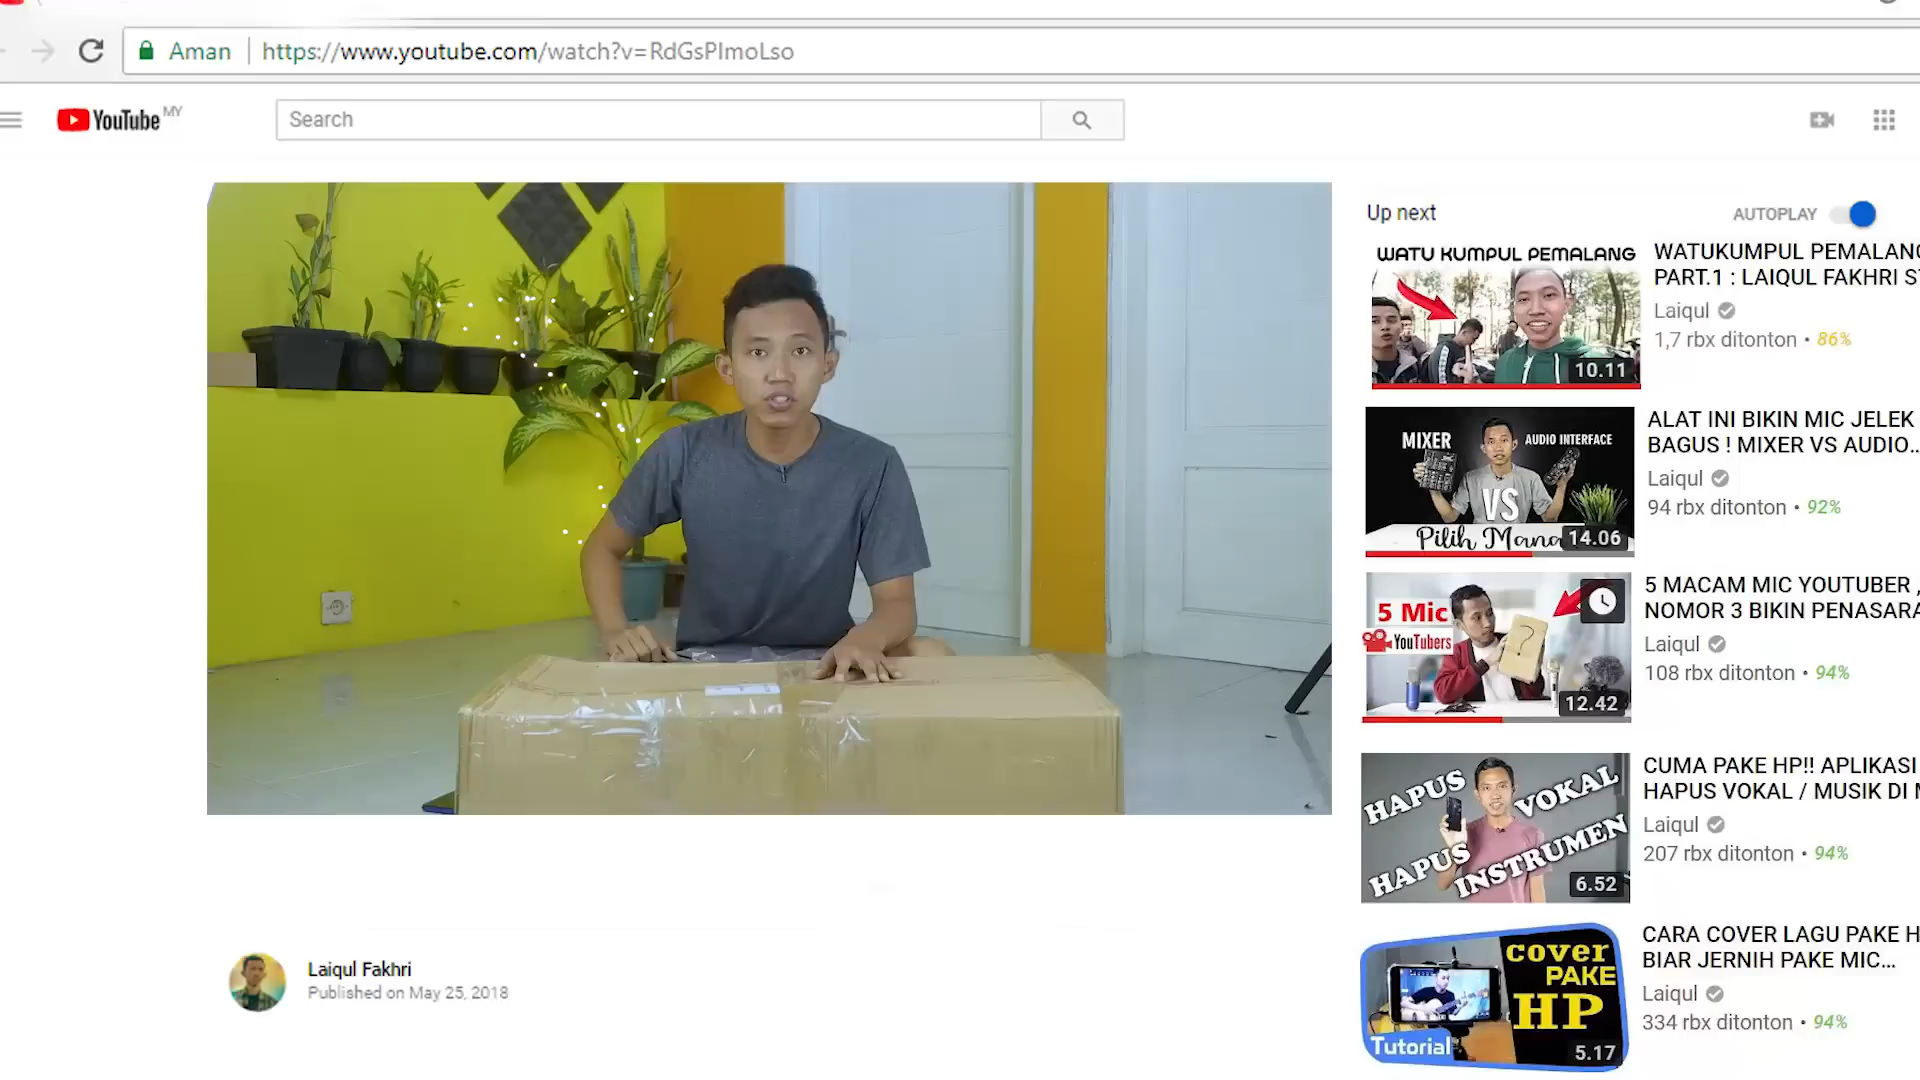 Aman
https://www.youtube.com/watch?v=RdGsPImoLso
YouTube MY
Search
Up next
AUTOPLAY
WATU KUMPUL PEMALANG
10.11
WATUKUMPUL PEMALANG
PART.1 : LAIQUL FAKHRI
Laiqul
1,7 rbx ditonton • 86%
MIXER
AUDIO INTERFACE
VS
Pilih Mana
14.06
ALAT INI BIKIN MIC JELEK
BAGUS ! MIXER VS AUDIO...
Laiqul
94 rbx ditonton • 92%
5 Mic
YouTubers
?
12.42
5 MACAM MIC YOUTUBER ,
NOMOR 3 BIKIN PENASARA
Laiqul
108 rbx ditonton • 94%
HAPUS VOKAL
HAPUS INSTRUMEN
6.52
CUMA PAKE HP!! APLIKASI
HAPUS VOKAL / MUSIK DI
Laiqul
207 rbx ditonton • 94%
cover
PAKE
HP
Tutorial
5.17
CARA COVER LAGU PAKE H
BIAR JERNIH PAKE MIC...
Laiqul
334 rbx ditonton • 94%
Laiqul Fakhri
Published on May 25, 2018